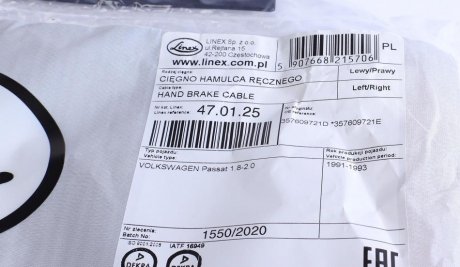 Linex
LINEX Sp. z o.o.
ul. Rejtana 15
42-200 Częstochowa
www.linex.com.pl
5 907668 215706
PL
Rodzaj cięgna:
CIĘGNO HAMULCA RĘCZNEGO
Lewy/Prawy
Cable type:
HAND BRAKE CABLE
Left/Right
Nr kat. Linex:
Linex reference:
47.01.25
357609721D *357609721E
Typ pojazdu:
Vehicle type:
VOLKSWAGEN Passat 1.8-2.0
Rok produkcji pojazdu:
Vehicle production period:
1991-1993
Nr zlecenia:
Batch No:
1550/2020
ISO 9001:2008
IATF 16949
DEKRA
DEKRA
EAC